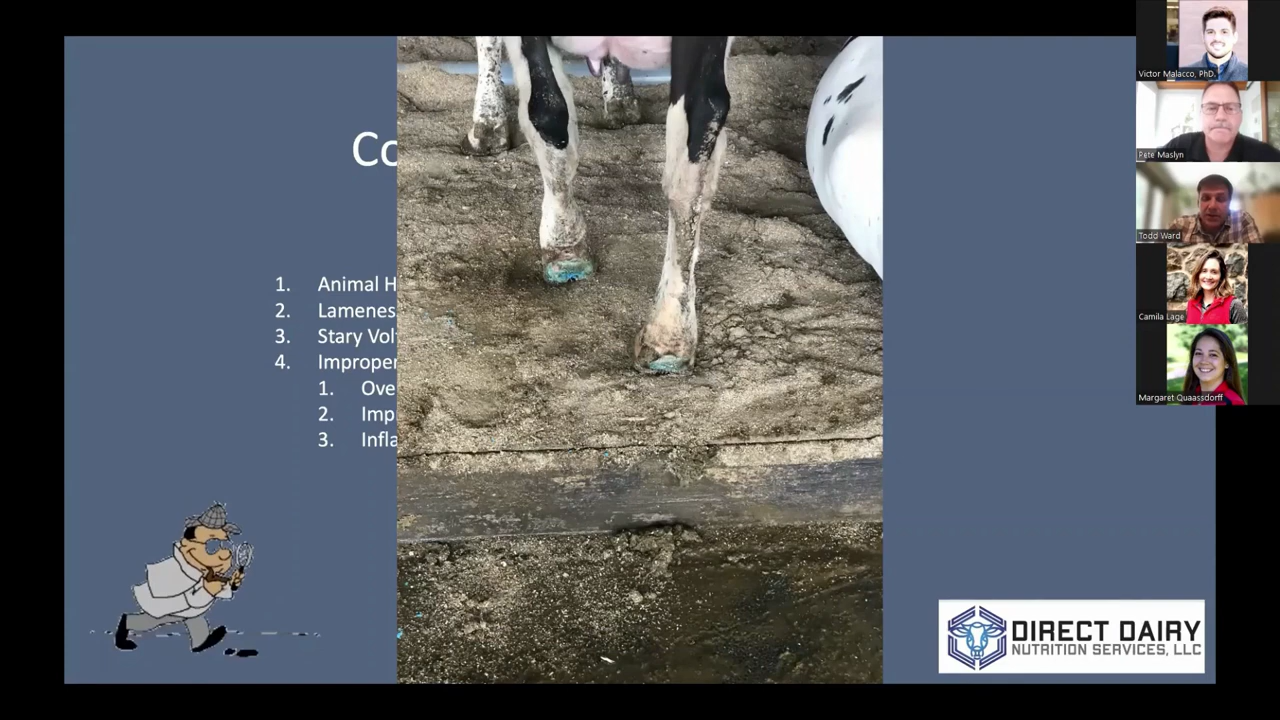 Co
1. Animal H
2. Lamenes
3. Stary Vol
4. Improper
1. Ove
2. Imp
3. Infla
DIRECT DAIRY
NUTRITION SERVICES, LLC
Victor Malacco, PhD.
Pete Maslyn
Todd Ward
Camila Lage
Margaret Quaassdorff